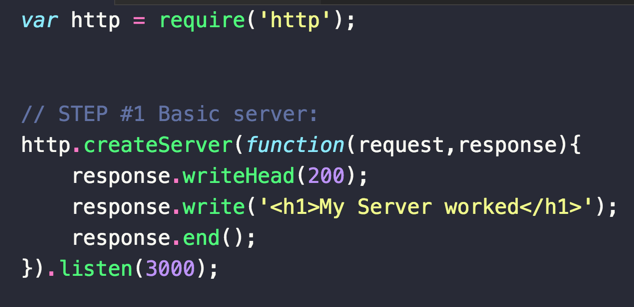 var http = require('http');
// STEP #1 Basic server:
http.createServer(function(request,response){
    response.writeHead(200);
    response.write('<h1>My Server worked</h1>');
    response.end();
}).listen(3000);